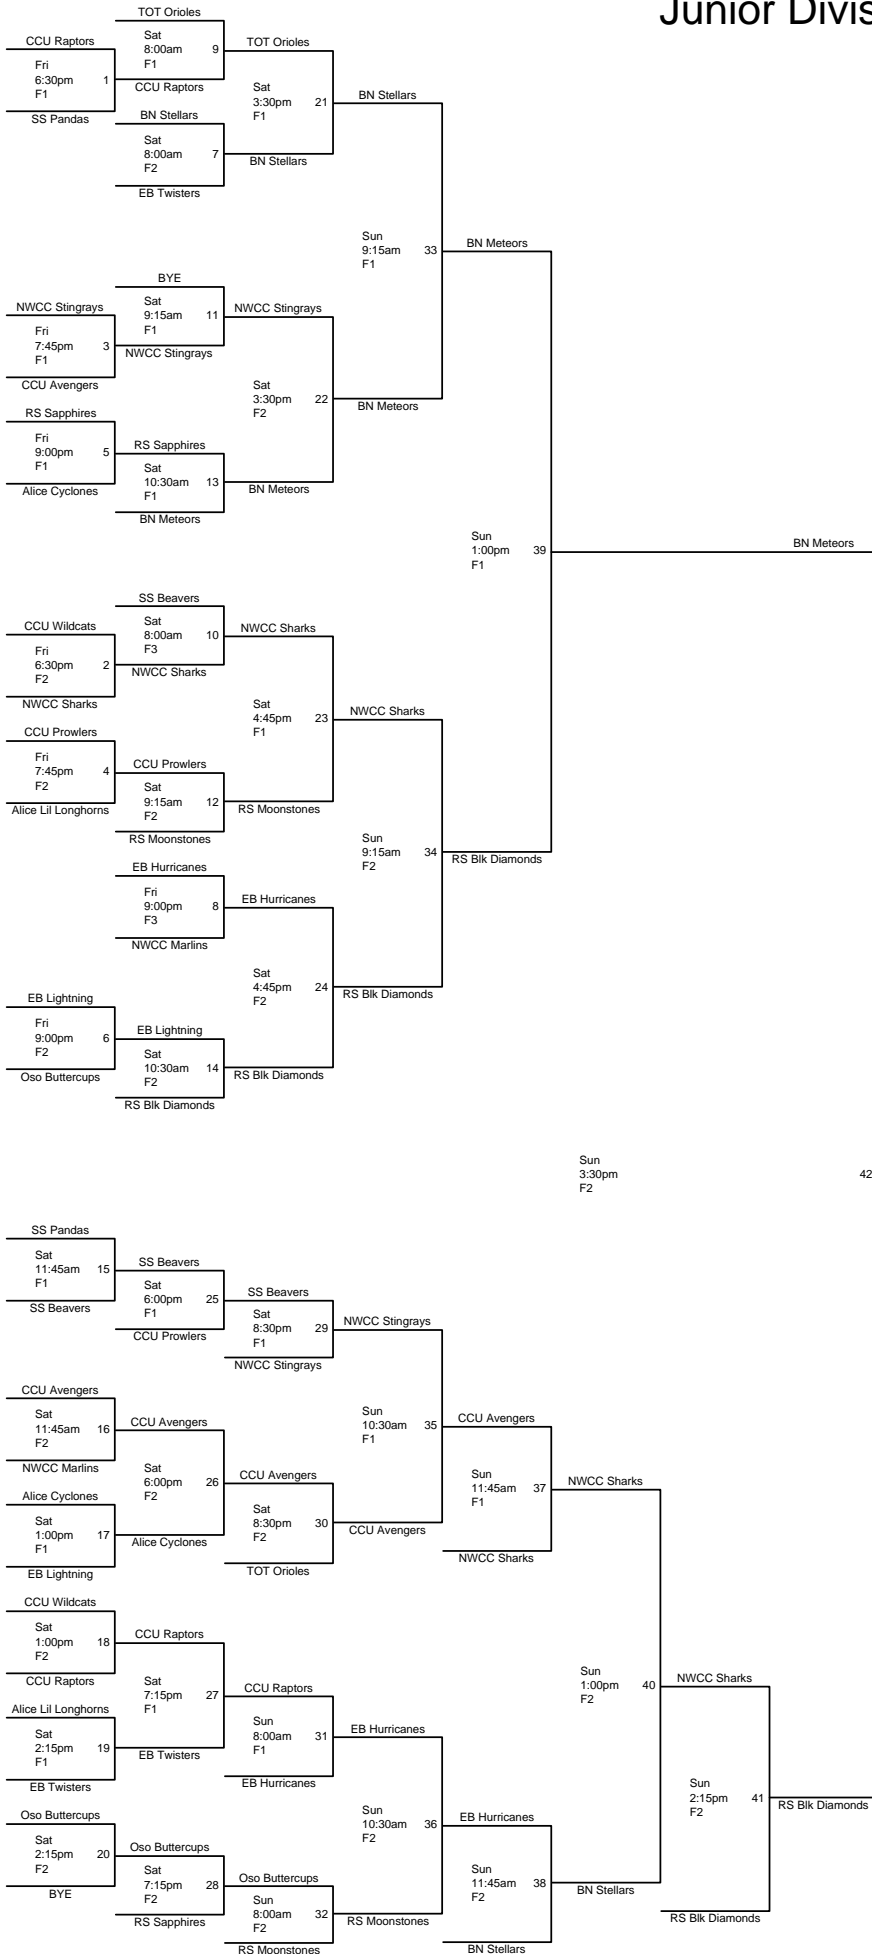 Junior Divis
TOT Orioles
CCU Raptors
Sat
8:00am 9
F1
TOT Orioles
Fri
6:30pm 1
F1
CCU Raptors
SS Pandas
Sat
3:30pm 21
F1
BN Stellars
BN Stellars
Sat
8:00am 7
F2
BN Stellars
EB Twisters
Sun
9:15am 33
F1
BN Meteors
BYE
NWCC Stingrays
Sat
9:15am 11
F1
NWCC Stingrays
Fri
7:45pm 3
F1
NWCC Stingrays
CCU Avengers
Sat
3:30pm 22
F2
BN Meteors
RS Sapphires
Fri
9:00pm 5
F1
RS Sapphires
Alice Cyclones
Sat
10:30am 13
F1
BN Meteors
BN Meteors
Sun
1:00pm 39
F1
BN Meteors
SS Beavers
CCU Wildcats
Sat
8:00am 10
F3
NWCC Sharks
Fri
6:30pm 2
F2
NWCC Sharks
NWCC Sharks
Sat
4:45pm 23
F1
NWCC Sharks
CCU Prowlers
Fri
7:45pm 4
F2
CCU Prowlers
Alice Lil Longhorns
Sat
9:15am 12
F2
RS Moonstones
RS Moonstones
Sun
9:15am 34
F2
RS Blk Diamonds
EB Hurricanes
Fri
9:00pm 8
F3
EB Hurricanes
NWCC Marlins
Sat
4:45pm 24
F2
RS Blk Diamonds
EB Lightning
Fri
9:00pm 6
F2
EB Lightning
Oso Buttercups
Sat
10:30am 14
F2
RS Blk Diamonds
RS Blk Diamonds
Sun
3:30pm 42
F2
SS Pandas
Sat
11:45am 15
F1
SS Beavers
SS Beavers
Sat
6:00pm 25
F1
SS Beavers
CCU Prowlers
Sat
8:30pm 29
F1
NWCC Stingrays
NWCC Stingrays
CCU Avengers
Sat
11:45am 16
F2
CCU Avengers
NWCC Marlins
Sat
6:00pm 26
F2
CCU Avengers
Sun
10:30am 35
F1
CCU Avengers
Alice Cyclones
Sat
1:00pm 17
F1
Alice Cyclones
EB Lightning
Sat
8:30pm 30
F2
CCU Avengers
TOT Orioles
Sun
11:45am 37
F1
NWCC Sharks
NWCC Sharks
CCU Wildcats
Sat
1:00pm 18
F2
CCU Raptors
CCU Raptors
Sat
7:15pm 27
F1
CCU Raptors
Alice Lil Longhorns
Sat
2:15pm 19
F1
EB Twisters
EB Twisters
Sun
8:00am 31
F1
EB Hurricanes
EB Hurricanes
Sun
1:00pm 40
F2
NWCC Sharks
Oso Buttercups
Sat
2:15pm 20
F2
Oso Buttercups
BYE
Sat
7:15pm 28
F2
Oso Buttercups
RS Sapphires
Sun
8:00am 32
F2
RS Moonstones
RS Moonstones
Sun
10:30am 36
F2
EB Hurricanes
Sun
11:45am 38
F2
BN Stellars
BN Stellars
Sun
2:15pm 41
F2
RS Blk Diamonds
RS Blk Diamonds